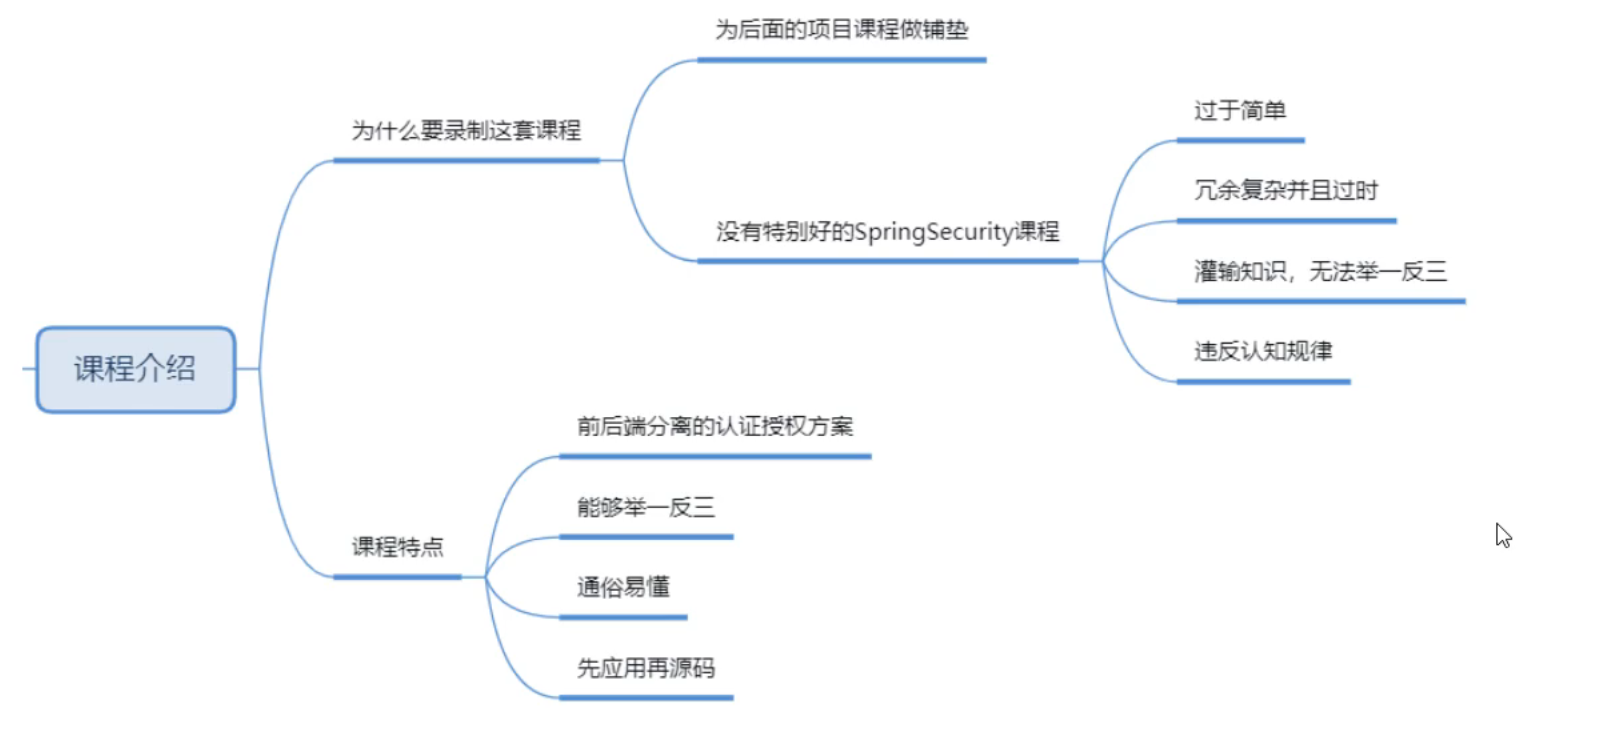 课程介绍
为什么要录制这套课程
为后面的项目课程做铺垫
没有特别好的SpringSecurity课程
过于简单
冗余复杂并且过时
灌输知识，无法举一反三
违反认知规律
课程特点
前后端分离的认证授权方案
能够举一反三
通俗易懂
先应用再源码